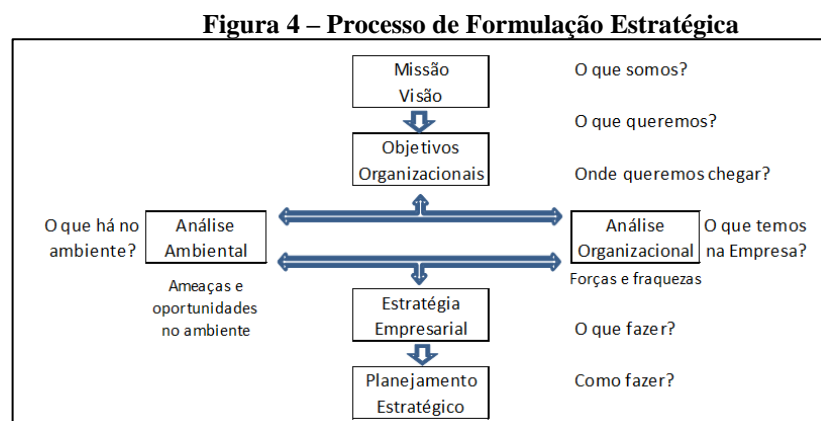 Figura 4 – Processo de Formulação Estratégica
Missão
Visão
O que somos?
O que queremos?
Objetivos
Organizacionais
Onde queremos chegar?
O que há no
ambiente?
Análise
Ambiental
Ameaças e
oportunidades
no ambiente
Análise
Organizacional
Forças e fraquezas
O que temos
na Empresa?
Estratégia
Empresarial
O que fazer?
Planejamento
Estratégico
Como fazer?